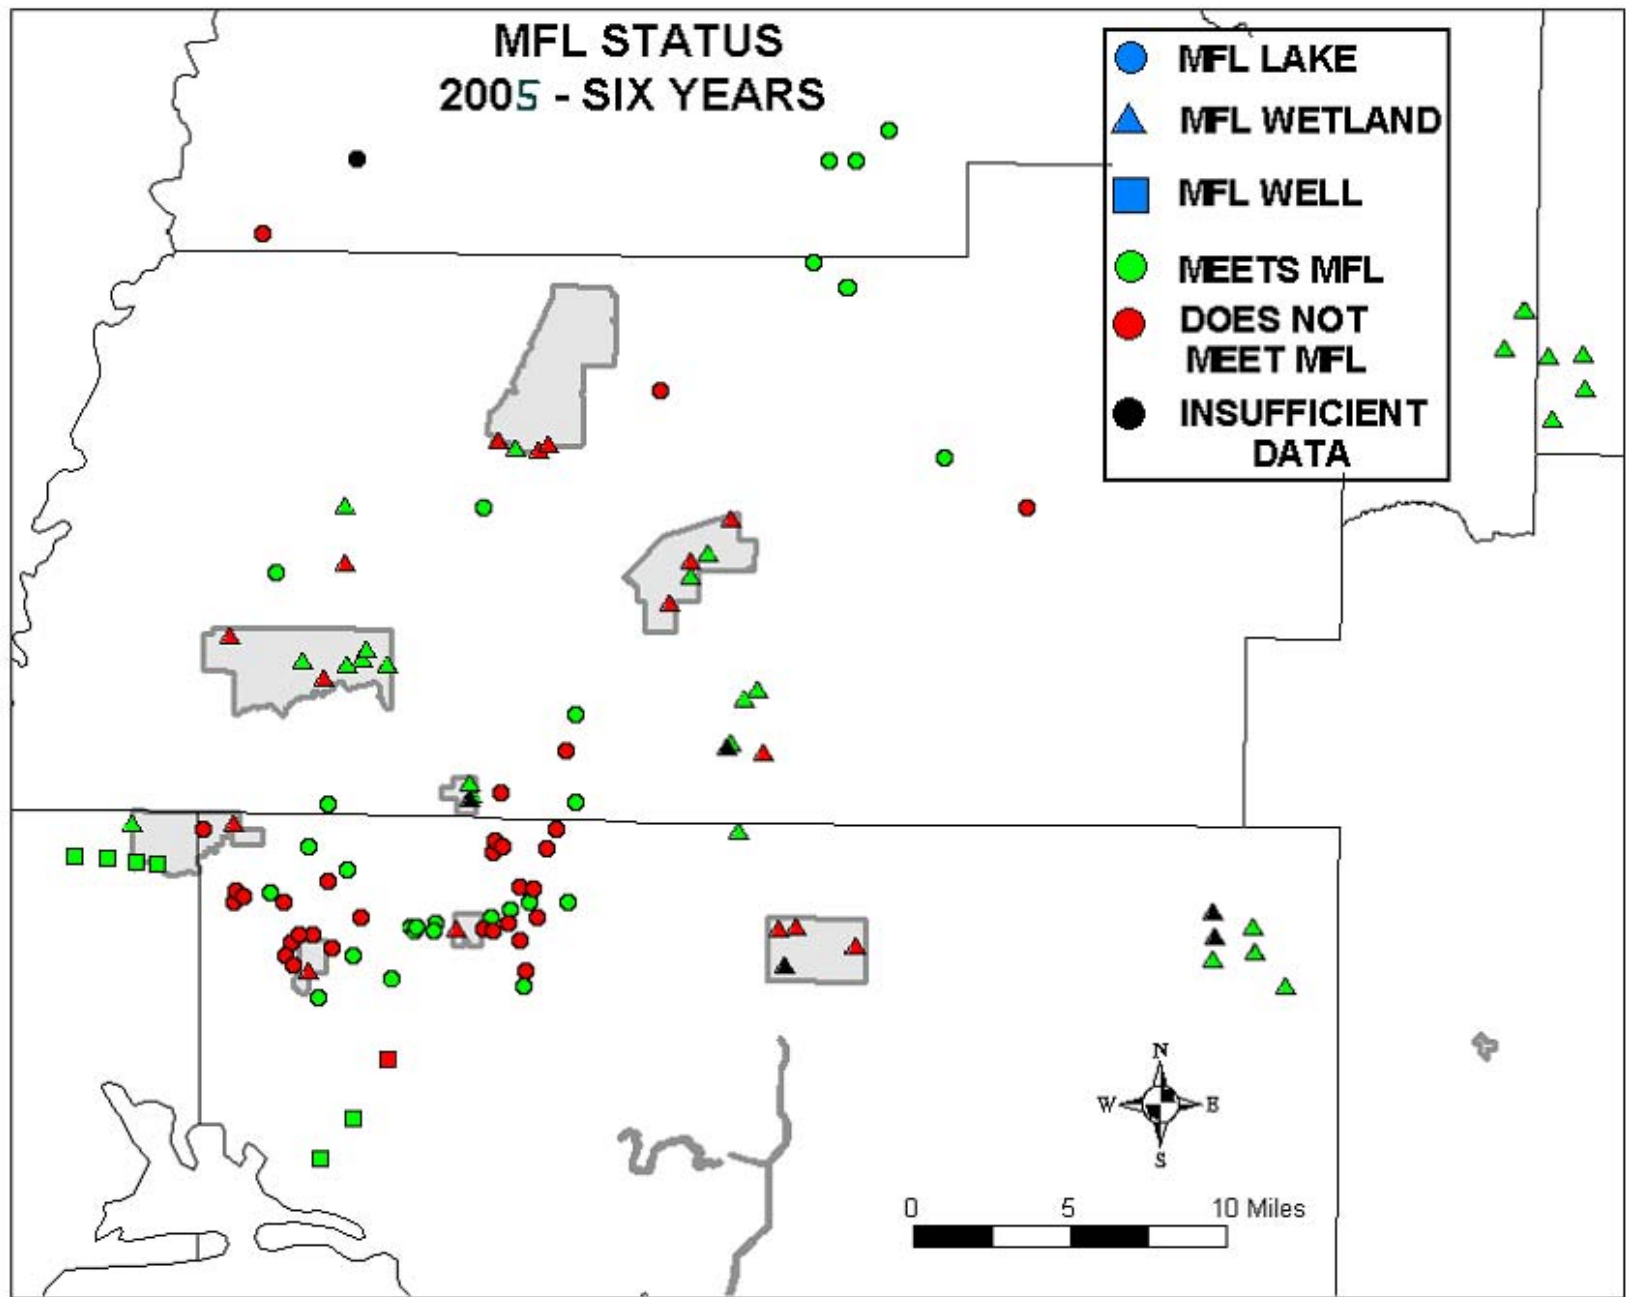 MFL STATUS
2005 - SIX YEARS
MFL LAKE
MFL WETLAND
MFL WELL
MEETS MFL
DOES NOT
MEET MFL
INSUFFICIENT
DATA
N
W E
S
0 5 10 Miles